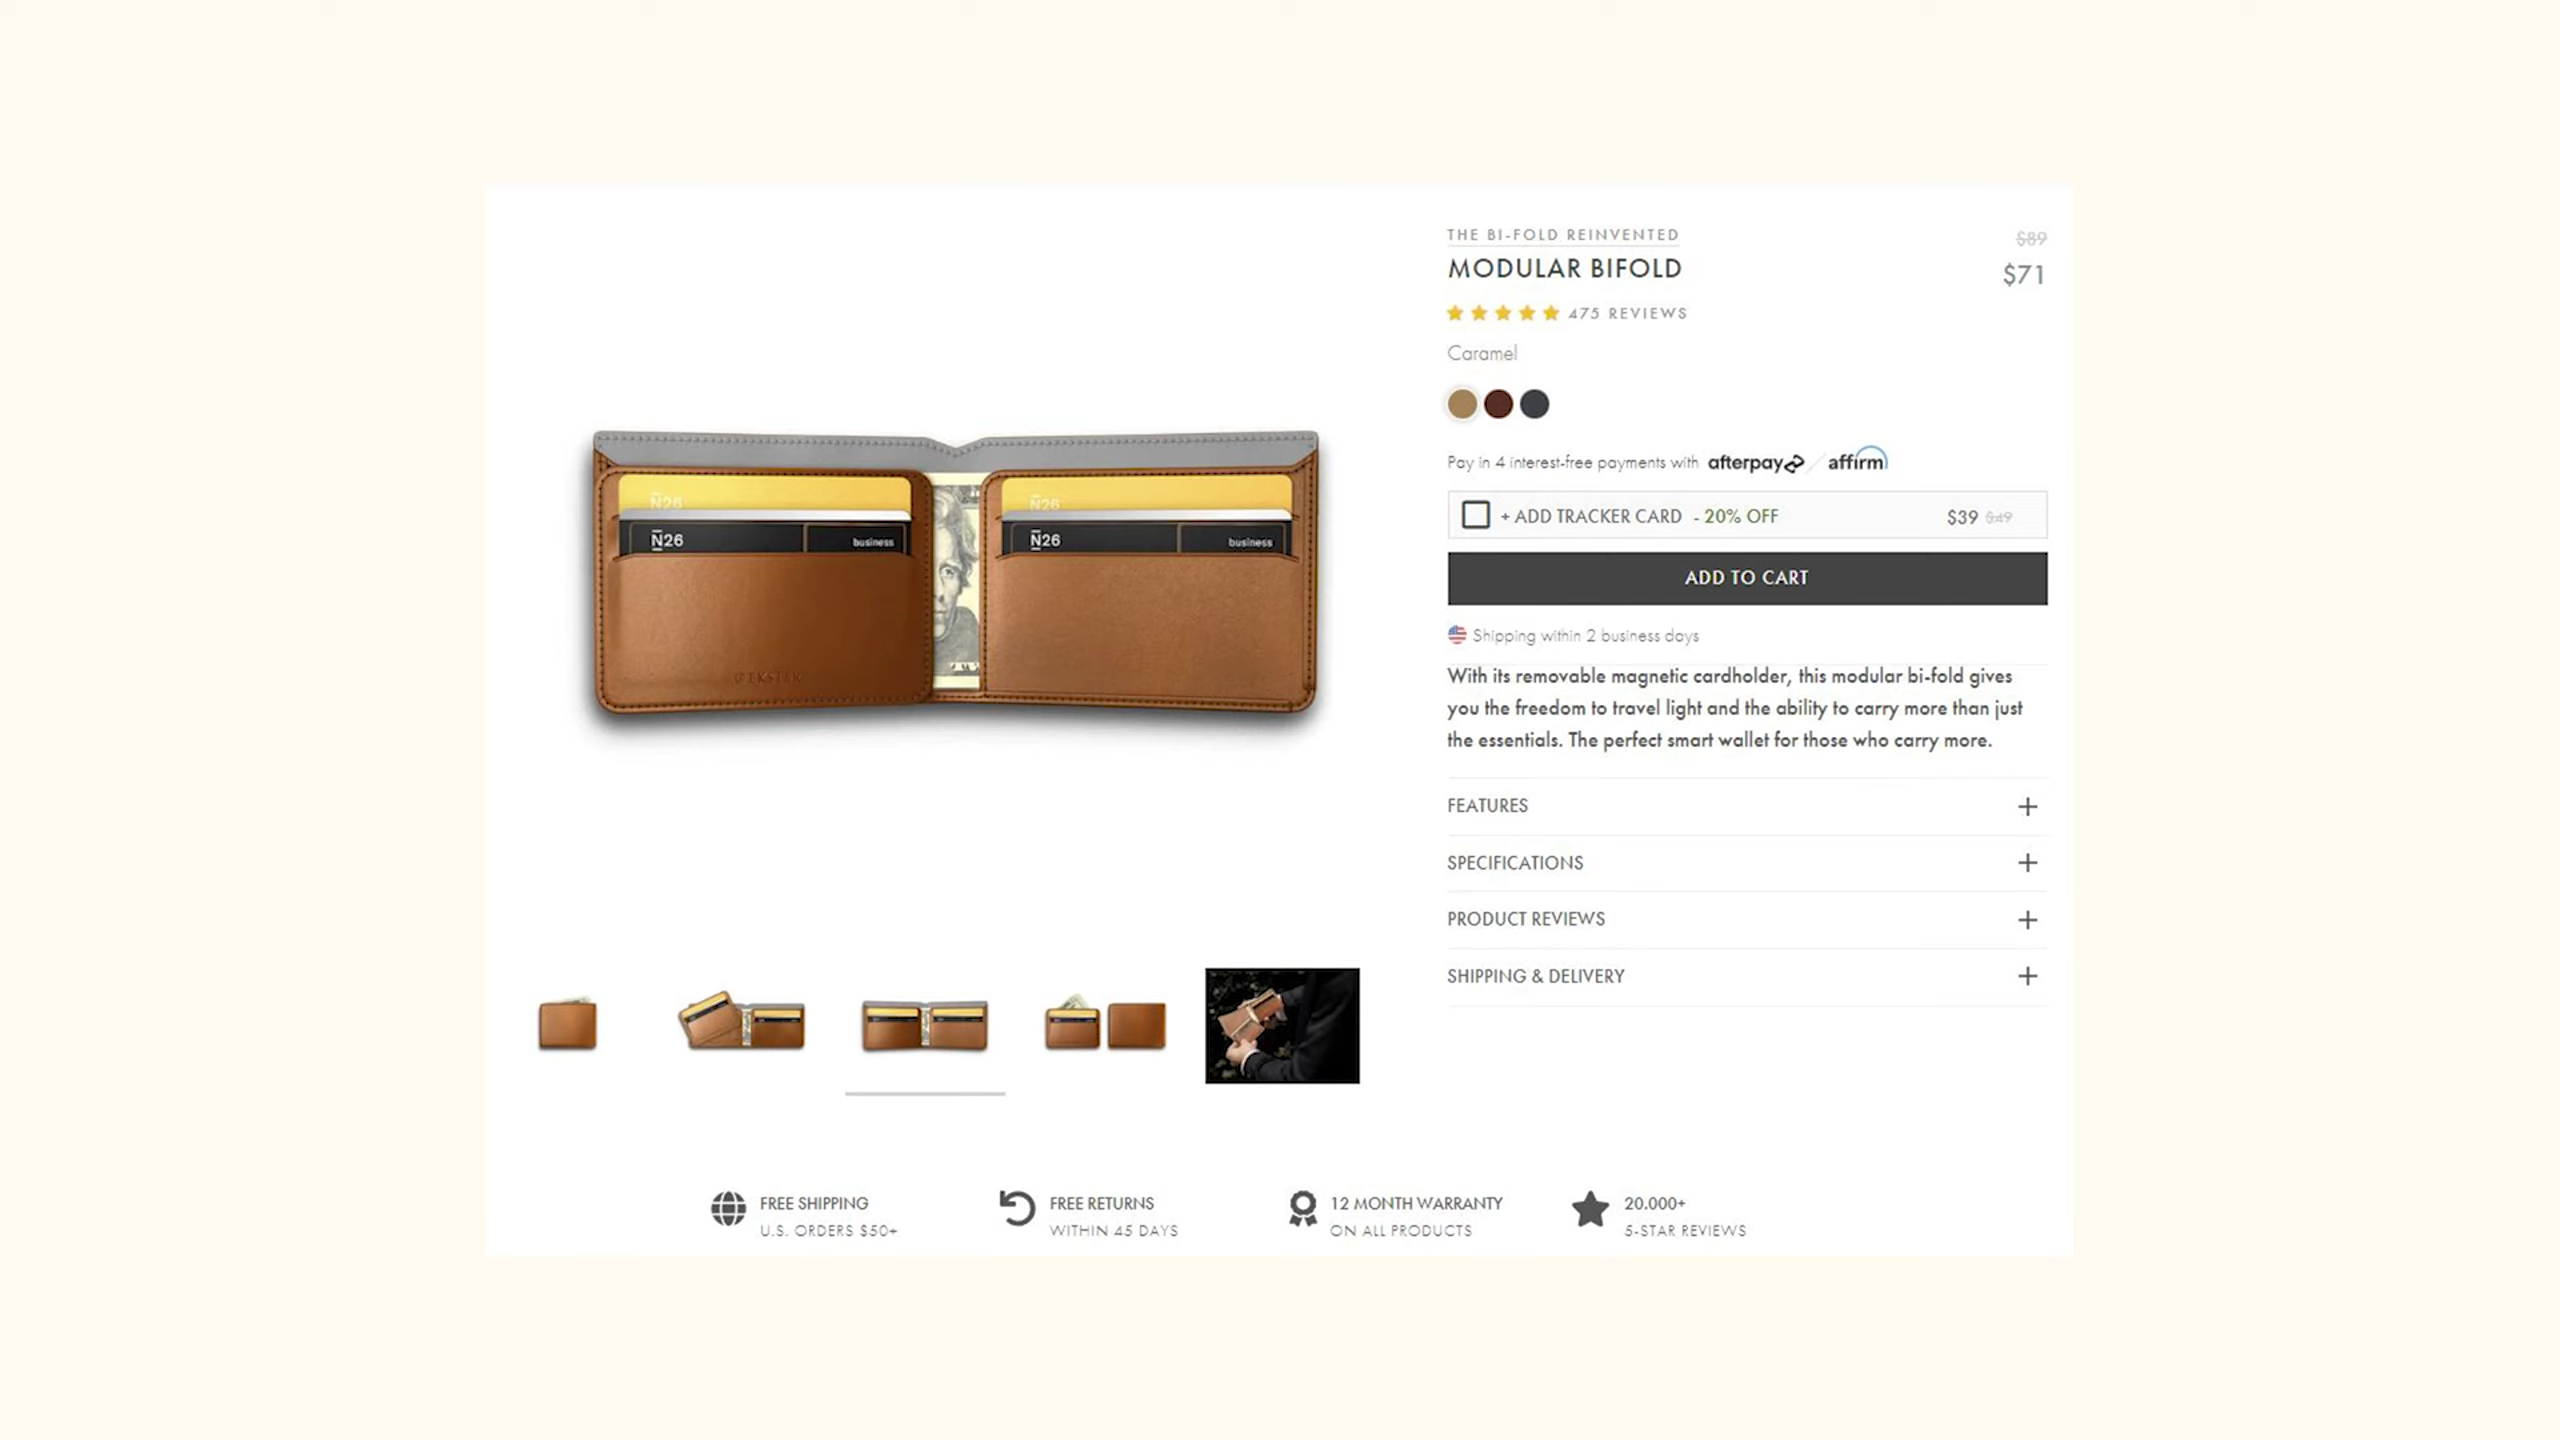 THE BI-FOLD REINVENTED
$89
MODULAR BIFOLD
$71
475 REVIEWS
Caramel
Pay in 4 interest-free payments with afterpay / affirm
+ ADD TRACKER CARD - 20% OFF $39 $49
ADD TO CART
Shipping within 2 business days
With its removable magnetic cardholder, this modular bi-fold gives
you the freedom to travel light and the ability to carry more than just
the essentials. The perfect smart wallet for those who carry more.
FEATURES
SPECIFICATIONS
PRODUCT REVIEWS
SHIPPING & DELIVERY
N26
N26
N26 business
N26 business
EKSTER
FREE SHIPPING
U.S. ORDERS $50+
FREE RETURNS
WITHIN 45 DAYS
12 MONTH WARRANTY
ON ALL PRODUCTS
20.000+
5-STAR REVIEWS